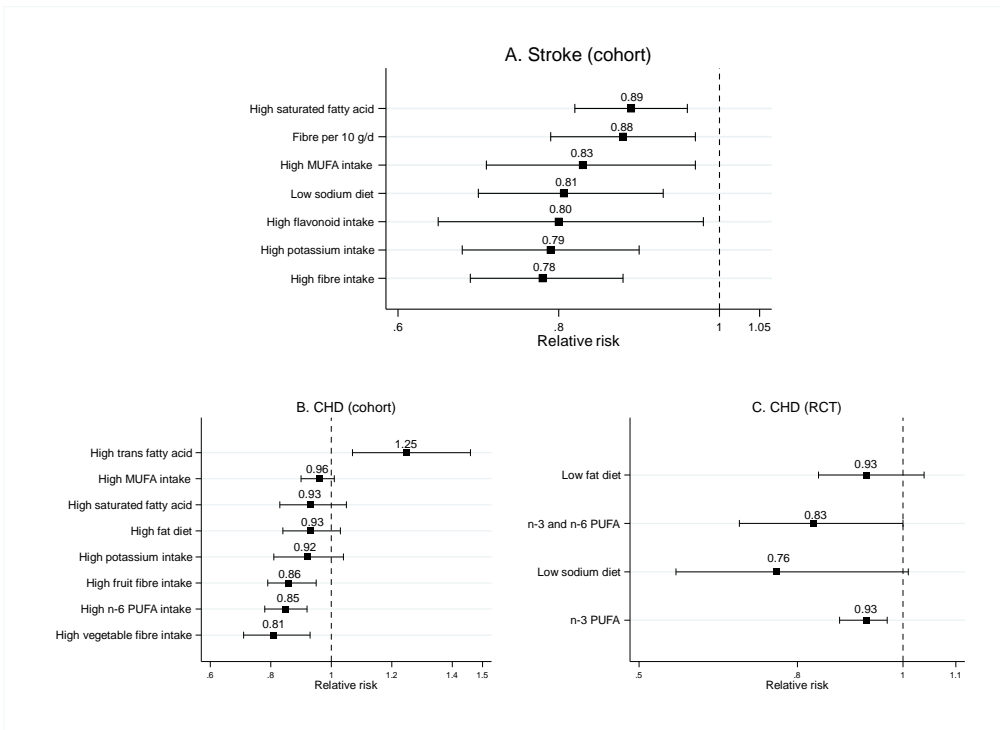 A. Stroke (cohort)
High saturated fatty acid
0.89
Fibre per 10 g/d
0.88
High MUFA intake
0.83
Low sodium diet
0.81
High flavonoid intake
0.80
High potassium intake
0.79
High fibre intake
0.78
.6 .8 1 1.05
Relative risk
B. CHD (cohort)
High trans fatty acid
1.25
High MUFA intake
0.96
High saturated fatty acid
0.93
High fat diet
0.93
High potassium intake
0.92
High fruit fibre intake
0.86
High n-6 PUFA intake
0.85
High vegetable fibre intake
0.81
.6 .8 1 1.2 1.4 1.5
Relative risk
C. CHD (RCT)
Low fat diet
0.93
n-3 and n-6 PUFA
0.83
Low sodium diet
0.76
n-3 PUFA
0.93
.5 .8 1 1.1
Relative risk